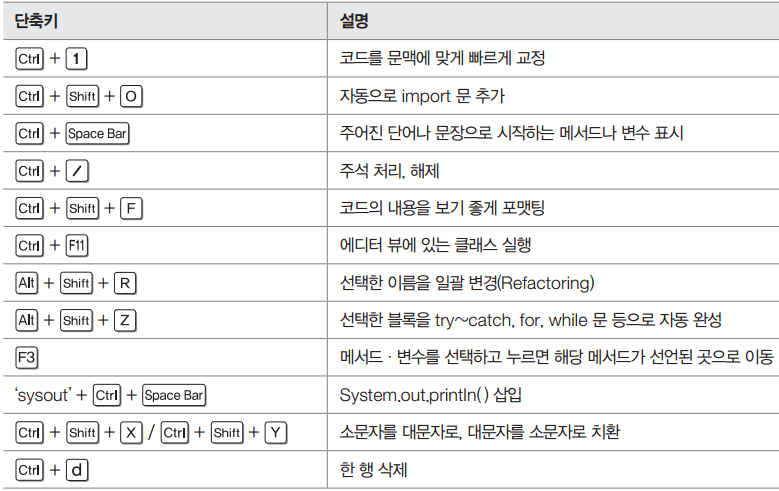 단축키 설명
Ctrl + 1 코드를 문맥에 맞게 빠르게 교정
Ctrl + Shift + O 자동으로 import 문 추가
Ctrl + Space Bar 주어진 단어나 문장으로 시작하는 메서드나 변수 표시
Ctrl + / 주석 처리, 해제
Ctrl + Shift + F 코드의 내용을 보기 좋게 포맷팅
Ctrl + F11 에디터 뷰에 있는 클래스 실행
Alt + Shift + R 선택한 이름을 일괄 변경(Refactoring)
Alt + Shift + Z 선택한 블록을 try~catch, for, while 문 등으로 자동 완성
F3 메서드 · 변수를 선택하고 누르면 해당 메서드가 선언된 곳으로 이동
‘sysout’ + Ctrl + Space Bar System.out.println( ) 삽입
Ctrl + Shift + X / Ctrl + Shift + Y 소문자를 대문자로, 대문자를 소문자로 치환
Ctrl + d 한 행 삭제